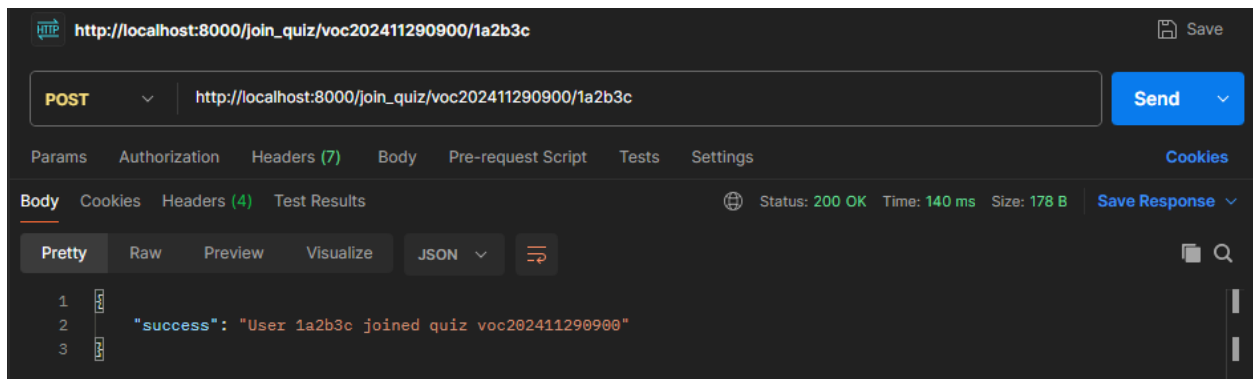 HTTP http://localhost:8000/join_quiz/voc202411290900/1a2b3c Save
POST http://localhost:8000/join_quiz/voc202411290900/1a2b3c Send
Params Authorization Headers (7) Body Pre-request Script Tests Settings Cookies
Body Cookies Headers (4) Test Results Status: 200 OK Time: 140 ms Size: 178 B Save Response
Pretty Raw Preview Visualize JSON
1 {
2 "success": "User 1a2b3c joined quiz voc202411290900"
3 }